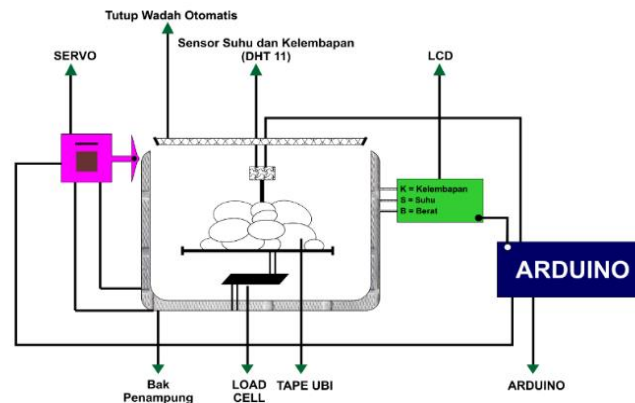 Tutup Wadah Otomatis
Sensor Suhu dan Kelembapan
(DHT 11)
SERVO
LCD
K = Kelembapan
S = Suhu
B = Berat
ARDUINO
Bak
Penampung
LOAD
CELL
TAPE UBI
ARDUINO